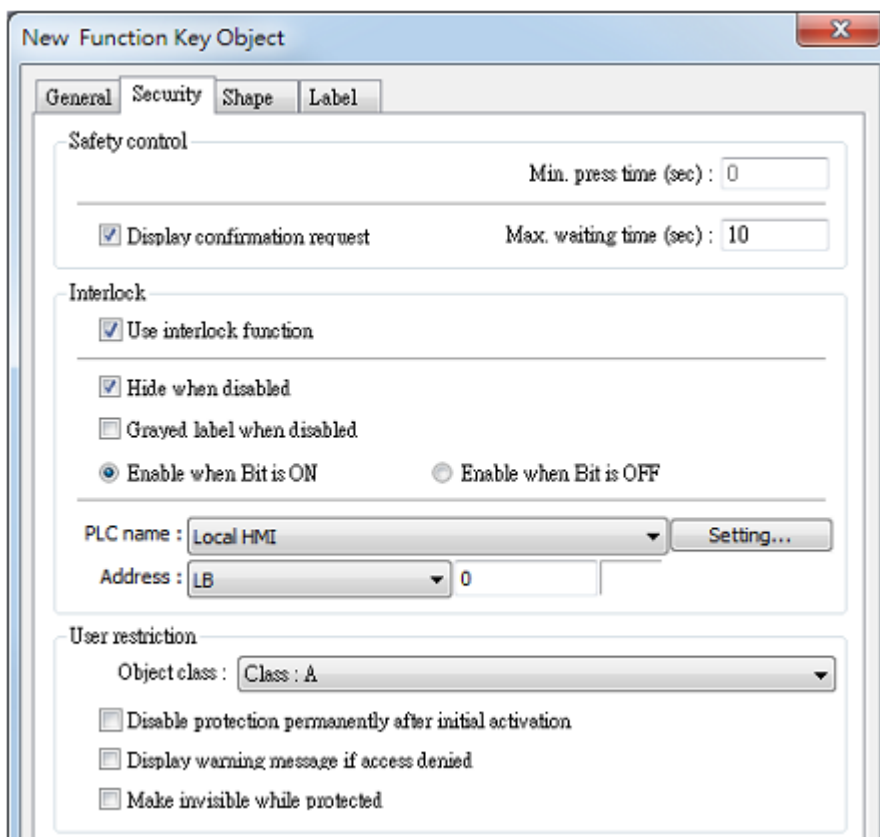 New Function Key Object
General Security Shape Label
Safety control
Min. press time (sec) : 0
Display confirmation request Max. waiting time (sec) : 10
Interlock
Use interlock function
Hide when disabled
Grayed label when disabled
Enable when Bit is ON Enable when Bit is OFF
PLC name : Local HMI Setting...
Address : LB 0
User restriction
Object class : Class : A
Disable protection permanently after initial activation
Display warning message if access denied
Make invisible while protected